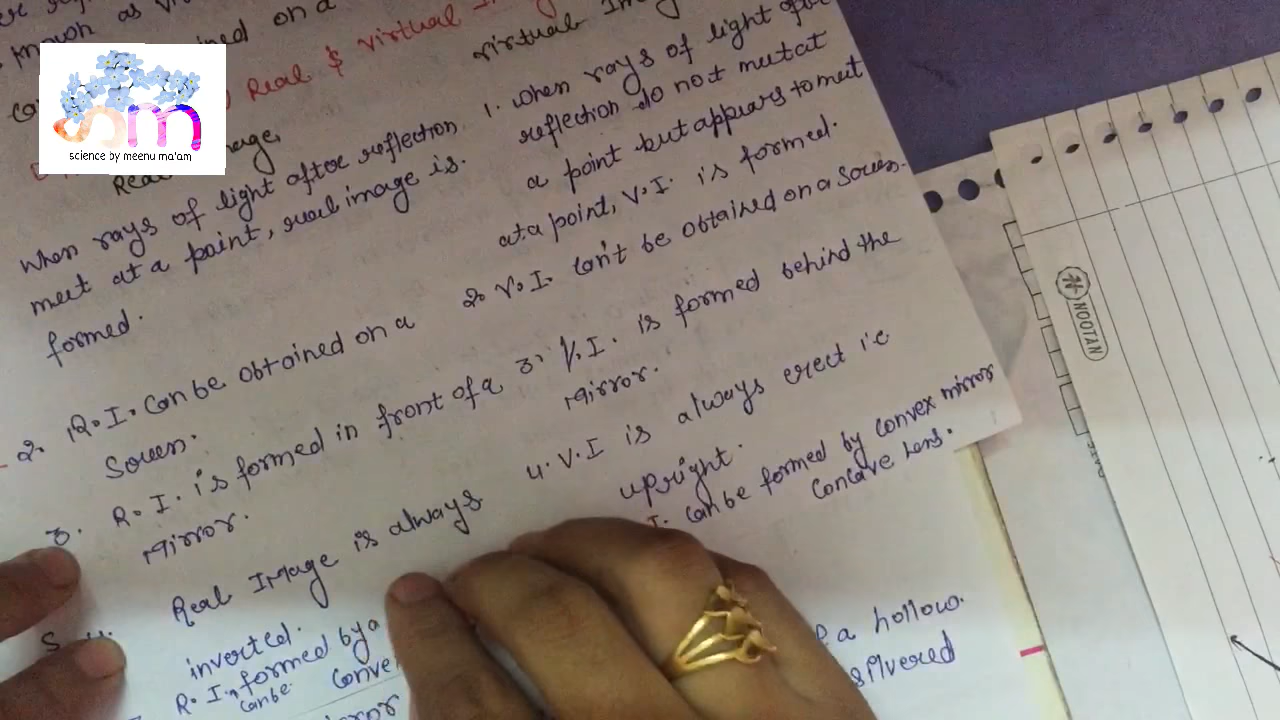 known as
obtained on a
Real & Virtual
Virtual
science by meenu ma'am
When rays of light after reflection
meet at a point, real image is
formed.
2. R.I. can be obtained on a
Screen.
3. R.I. is formed in front of a
Mirror.
Real Image is always
inverted.
R.I. formed by a
can be
1. When rays of light
reflection do not meet at
a point but appears to meet
at a point, V.I. is formed.
2. V.I. can't be obtained on a Screen.
3. V.I. is formed behind the
Mirror.
4. V.I is always erect i.e
upright.
I. can be formed by convex mirror
concave lens.
a hollow
silvered
NOOTAN